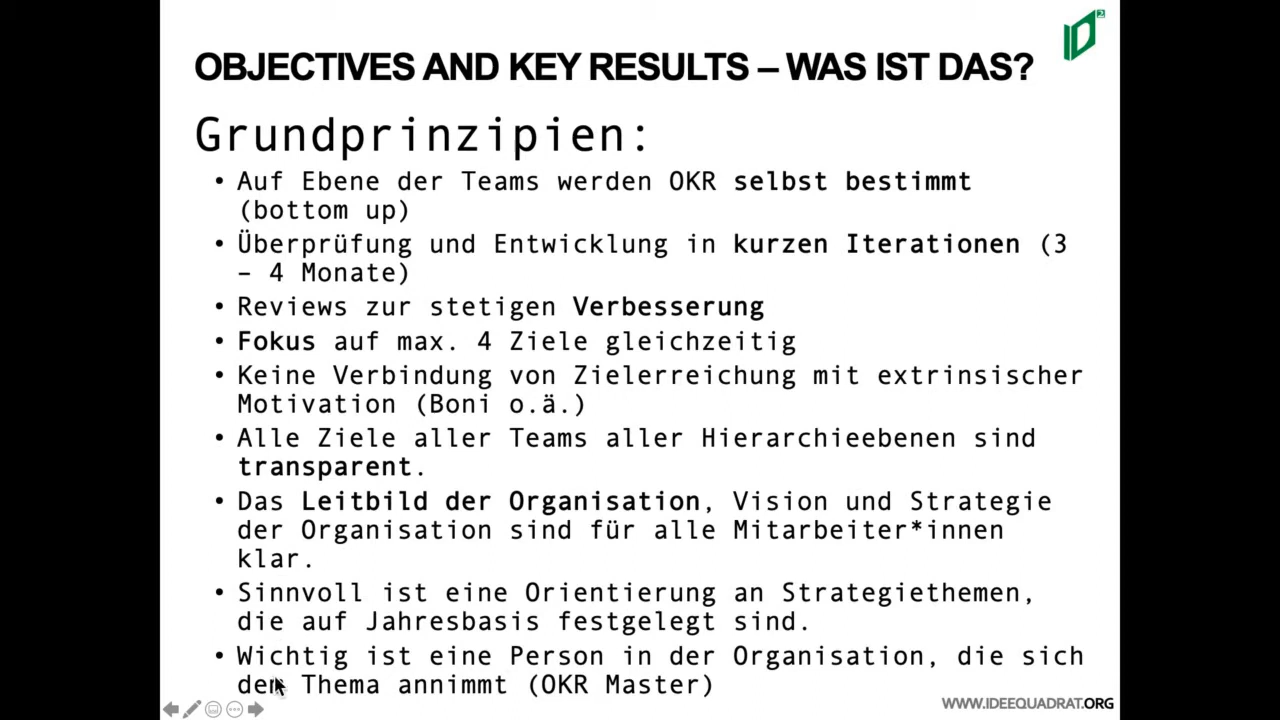 OBJECTIVES AND KEY RESULTS – WAS IST DAS?
Grundprinzipien:
• Auf Ebene der Teams werden OKR selbst bestimmt
(bottom up)
• Überprüfung und Entwicklung in kurzen Iterationen (3
– 4 Monate)
• Reviews zur stetigen Verbesserung
• Fokus auf max. 4 Ziele gleichzeitig
• Keine Verbindung von Zielerreichung mit extrinsischer
Motivation (Boni o.ä.)
• Alle Ziele aller Teams aller Hierarchieebenen sind
transparent.
• Das Leitbild der Organisation, Vision und Strategie
der Organisation sind für alle Mitarbeiter*innen
klar.
• Sinnvoll ist eine Orientierung an Strategiethemen,
die auf Jahresbasis festgelegt sind.
• Wichtig ist eine Person in der Organisation, die sich
dem Thema annimmt (OKR Master)
WWW.IDEEQUADRAT.ORG